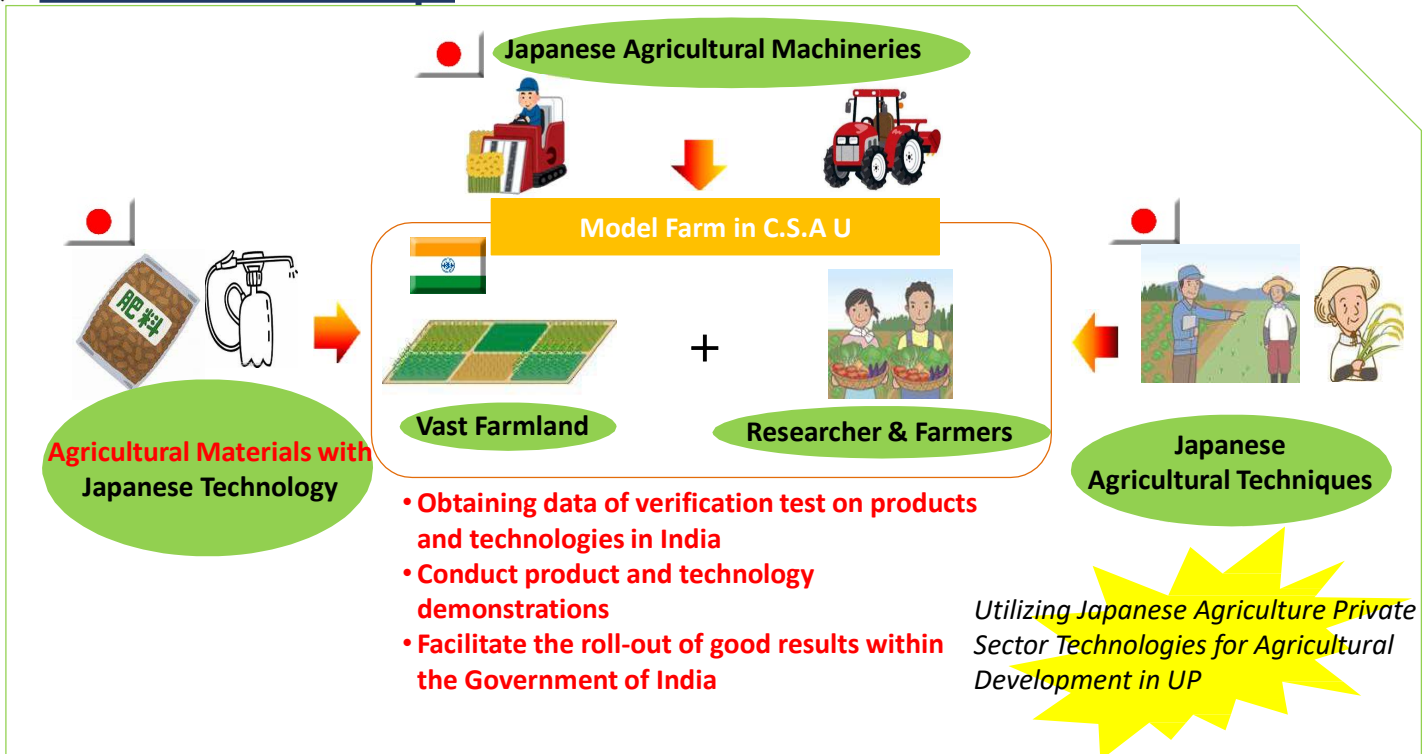 Japanese Agricultural Machineries
Model Farm in C.S.A U
肥料
+
Vast Farmland
Researcher & Farmers
Agricultural Materials with
Japanese Technology
Japanese
Agricultural Techniques
• Obtaining data of verification test on products
and technologies in India
• Conduct product and technology
demonstrations
• Facilitate the roll-out of good results within
the Government of India
Utilizing Japanese Agriculture Private
Sector Technologies for Agricultural
Development in UP